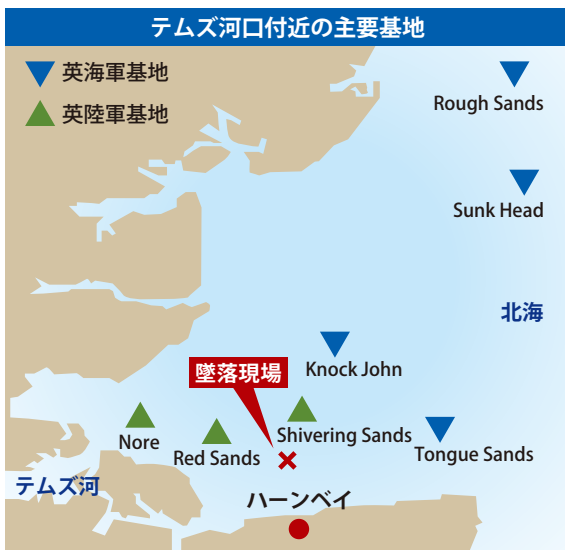 テムズ河口付近の主要基地
英海軍基地
英陸軍基地
Rough Sands
Sunk Head
北海
Knock John
墜落現場
Shivering Sands
Nore
Red Sands
Tongue Sands
テムズ河
ハーンベイ